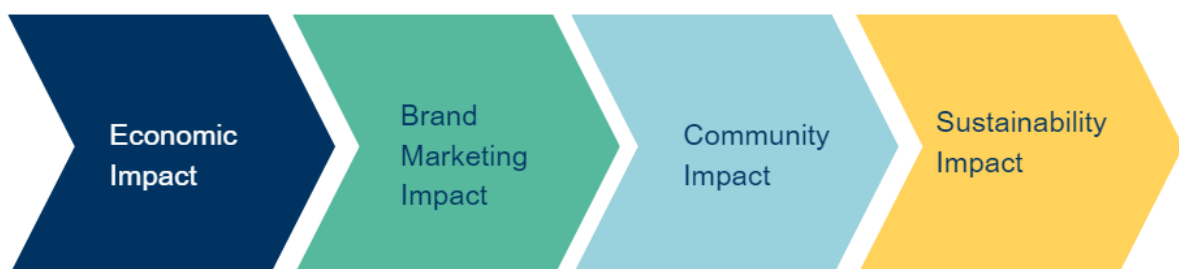 Economic
Impact
Brand
Marketing
Impact
Community
Impact
Sustainability
Impact